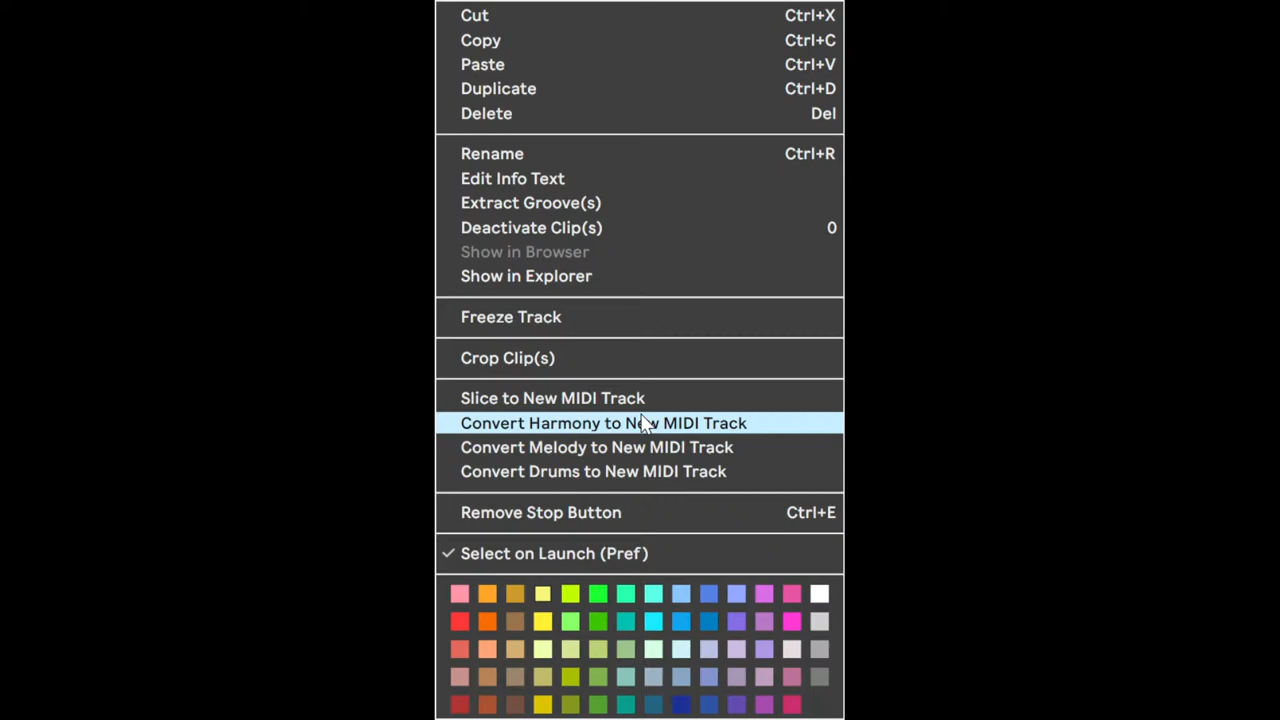 Cut Ctrl+X
Copy Ctrl+C
Paste Ctrl+V
Duplicate Ctrl+D
Delete Del
Rename Ctrl+R
Edit Info Text
Extract Groove(s)
Deactivate Clip(s) 0
Show in Browser
Show in Explorer
Freeze Track
Crop Clip(s)
Slice to New MIDI Track
Convert Harmony to New MIDI Track
Convert Melody to New MIDI Track
Convert Drums to New MIDI Track
Remove Stop Button Ctrl+E
✓ Select on Launch (Pref)